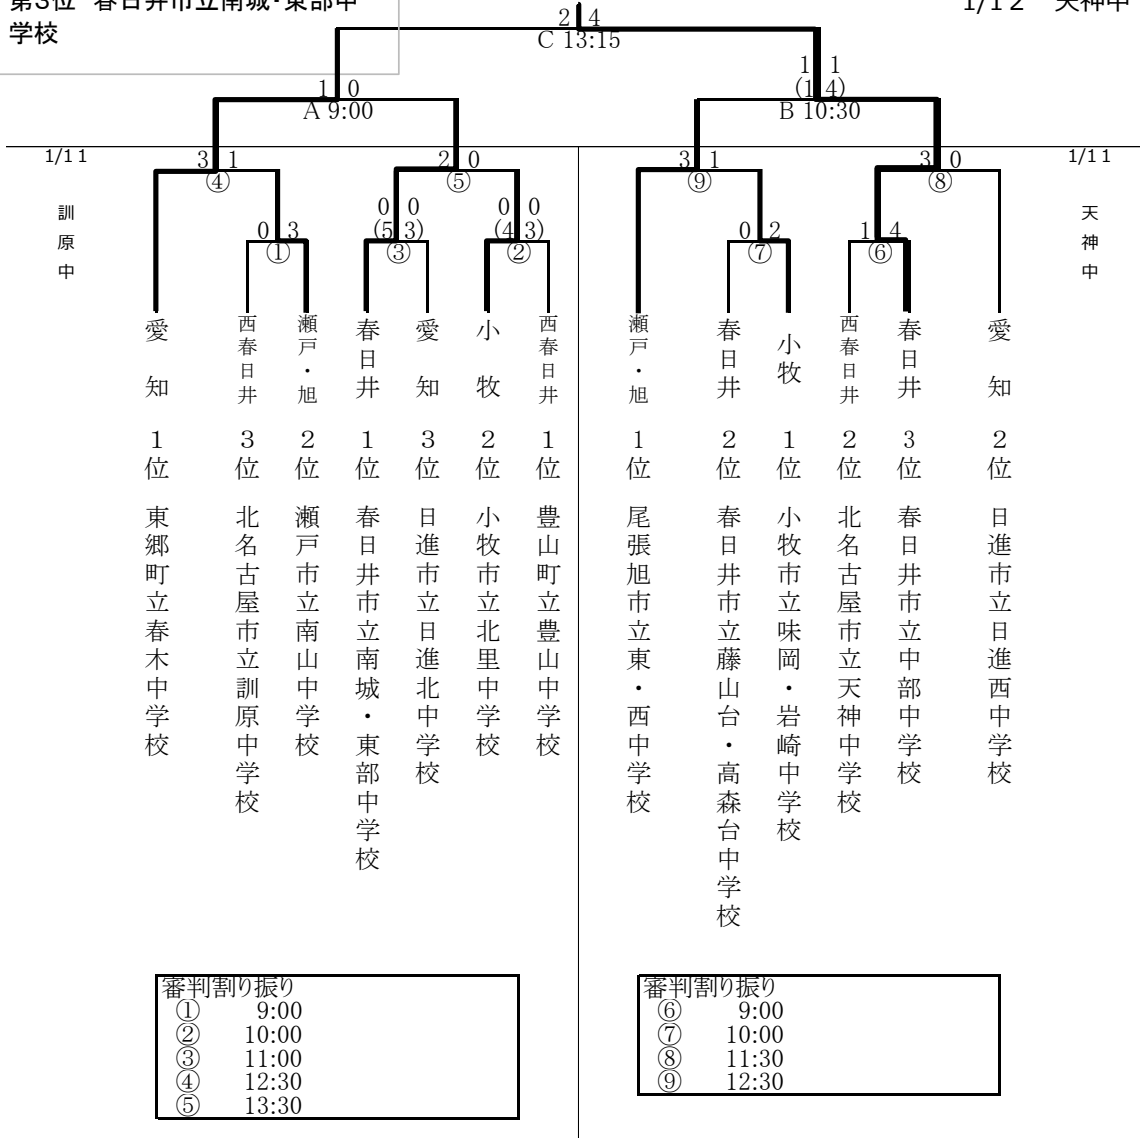 第3位 春日井市立南城・東部中
学校
1/12 天神中
2 4
C 13:15
1 0
A 9:00
1 1
(1 4)
B 10:30
1/11
訓原中
3 1
④
2 0
⑤
3 1
⑨
3 0
⑧
1/11
天神中
0 3
①
0 0
(5 3)
③
0 0
(4 3)
②
0 2
⑦
1 4
⑥
愛知 1位 東郷町立春木中学校
西春日井 3位 北名古屋市立訓原中学校
瀬戸・旭 2位 瀬戸市立南山中学校
春日井 1位 春日井市立南城・東部中学校
愛知 3位 日進市立日進北中学校
小牧 2位 小牧市立北里中学校
西春日井 1位 豊山町立豊山中学校
瀬戸・旭 1位 尾張旭市立東・西中学校
春日井 2位 春日井市立藤山台・高森台中学校
小牧 1位 小牧市立味岡・岩崎中学校
西春日井 2位 北名古屋市立天神中学校
春日井 3位 春日井市立中部中学校
愛知 2位 日進市立日進西中学校
審判割り振り
① 9:00
② 10:00
③ 11:00
④ 12:30
⑤ 13:30
審判割り振り
⑥ 9:00
⑦ 10:00
⑧ 11:30
⑨ 12:30